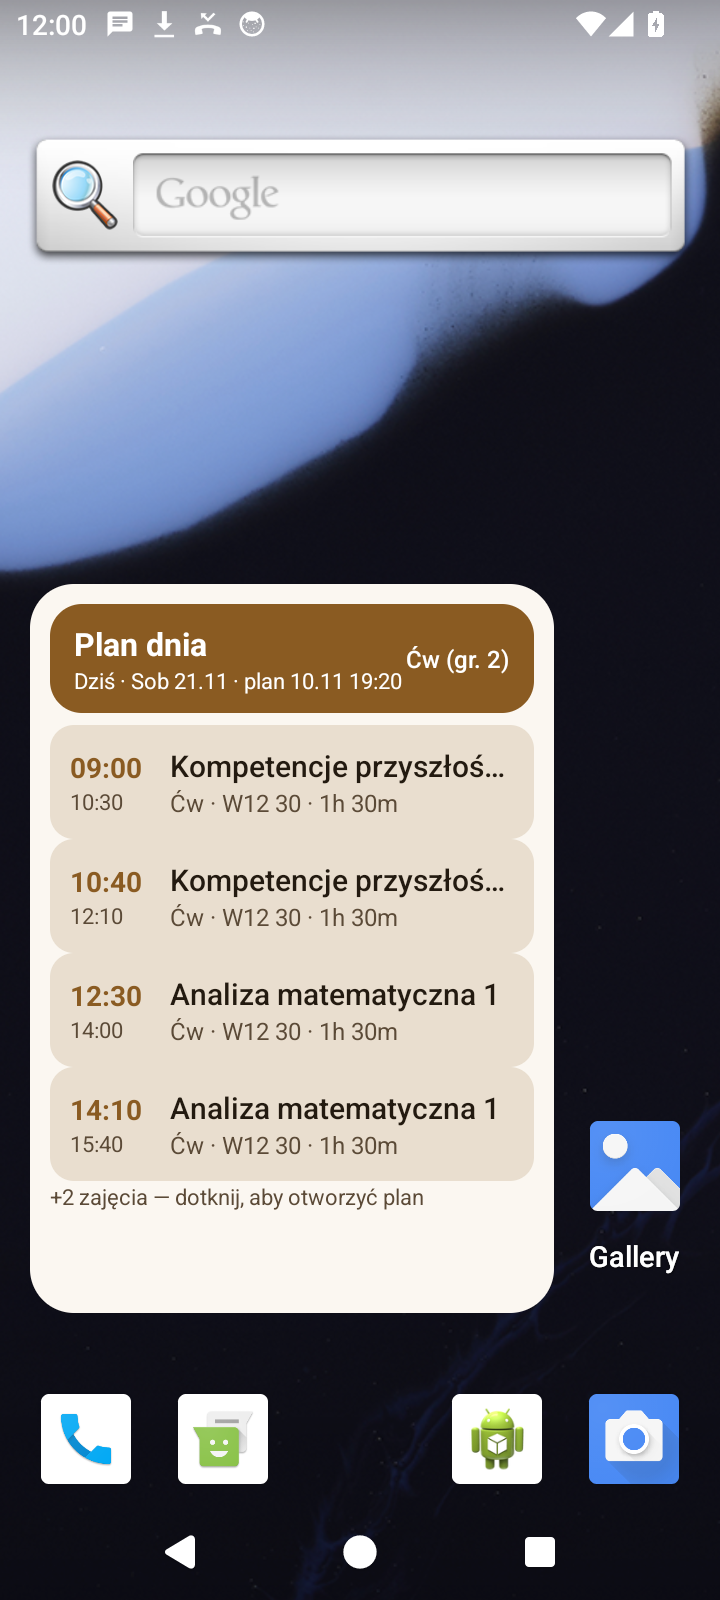 12:00
Google
Plan dnia
Dziś · Sob 21.11 · plan 10.11 19:20
Ćw (gr. 2)
09:00
Kompetencje przyszłoś...
10:30
Ćw · W12 30 · 1h 30m
10:40
Kompetencje przyszłoś...
12:10
Ćw · W12 30 · 1h 30m
12:30
Analiza matematyczna 1
14:00
Ćw · W12 30 · 1h 30m
14:10
Analiza matematyczna 1
15:40
Ćw · W12 30 · 1h 30m
+2 zajęcia — dotknij, aby otworzyć plan
Gallery